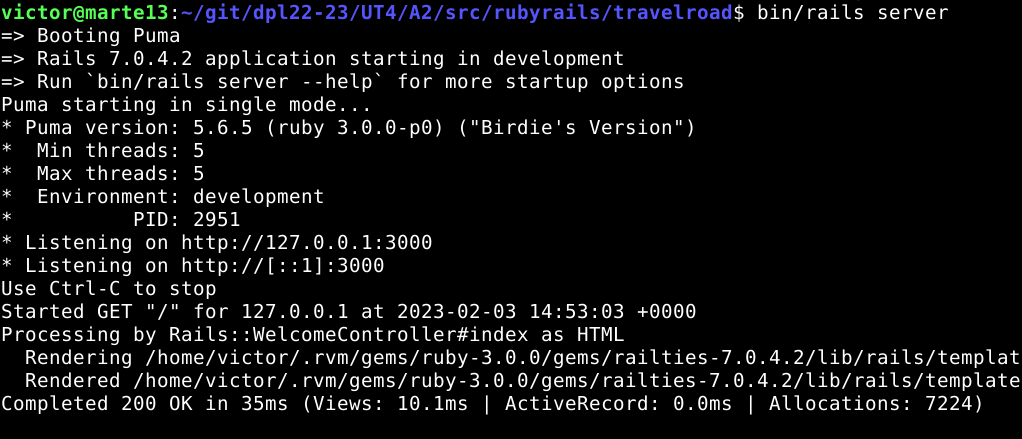 victor@marte13:~/git/dpl22-23/UT4/A2/src/rubyrails/travelroad$ bin/rails server
=> Booting Puma
=> Rails 7.0.4.2 application starting in development
=> Run `bin/rails server --help` for more startup options
Puma starting in single mode...
* Puma version: 5.6.5 (ruby 3.0.0-p0) ("Birdie's Version")
*  Min threads: 5
*  Max threads: 5
*  Environment: development
*          PID: 2951
* Listening on http://127.0.0.1:3000
* Listening on http://[::1]:3000
Use Ctrl-C to stop
Started GET "/" for 127.0.0.1 at 2023-02-03 14:53:03 +0000
Processing by Rails::WelcomeController#index as HTML
  Rendering /home/victor/.rvm/gems/ruby-3.0.0/gems/railties-7.0.4.2/lib/rails/templat
  Rendered /home/victor/.rvm/gems/ruby-3.0.0/gems/railties-7.0.4.2/lib/rails/template
Completed 200 OK in 35ms (Views: 10.1ms | ActiveRecord: 0.0ms | Allocations: 7224)